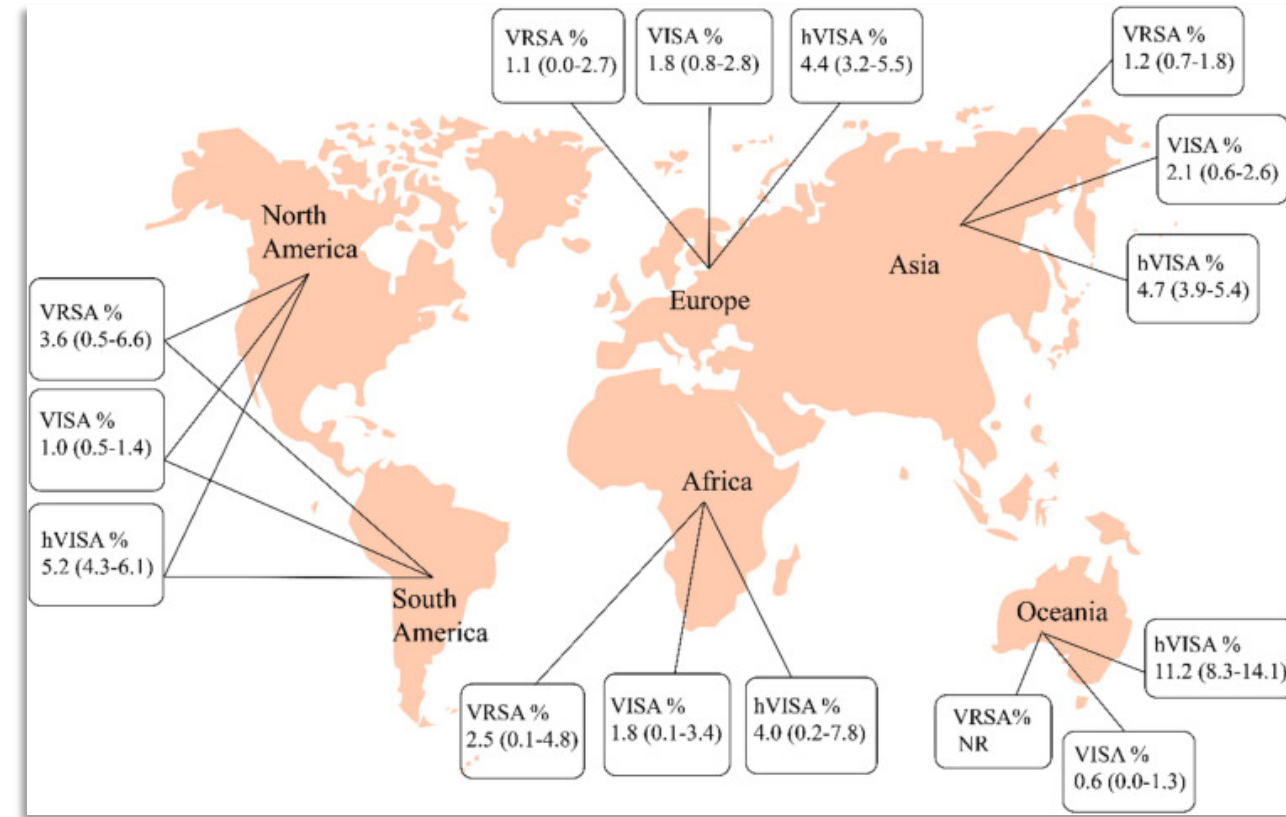 VRSA %
1.1 (0.0-2.7)
VISA %
1.8 (0.8-2.8)
hVISA %
4.4 (3.2-5.5)
VRSA %
1.2 (0.7-1.8)
VISA %
2.1 (0.6-2.6)
hVISA %
4.7 (3.9-5.4)
North
America
Asia
Europe
VRSA %
3.6 (0.5-6.6)
VISA %
1.0 (0.5-1.4)
hVISA %
5.2 (4.3-6.1)
Africa
South
America
Oceania
VRSA %
2.5 (0.1-4.8)
VISA %
1.8 (0.1-3.4)
hVISA %
4.0 (0.2-7.8)
hVISA %
11.2 (8.3-14.1)
VRSA%
NR
VISA %
0.6 (0.0-1.3)